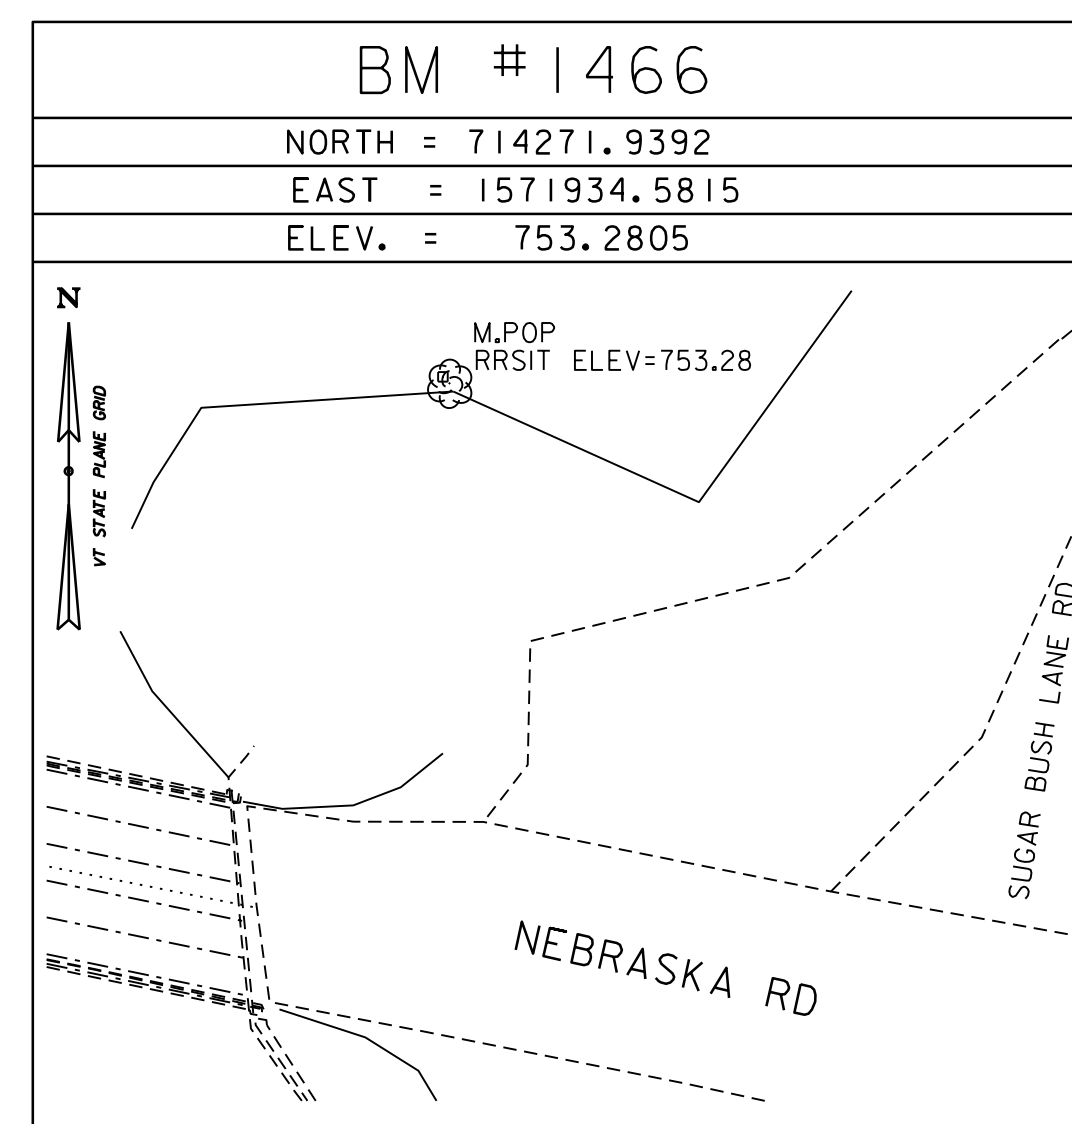 BM #1466
NORTH = 714271.9392
EAST = 1571934.5815
ELEV. = 753.2805
N
VT STATE PLANE GRID
M.POP
RRSIT ELEV=753.28
SUGAR BUSH LANE RD
NEBRASKA RD